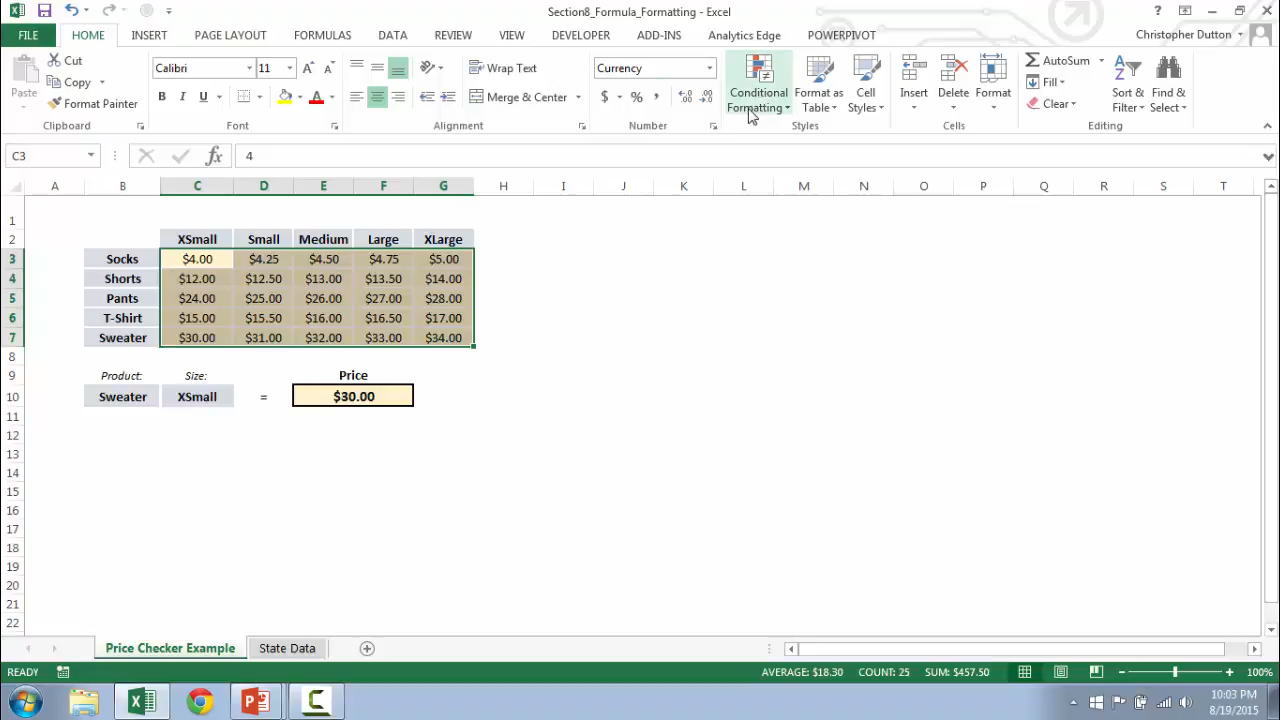 Section8_Formula_Formatting - Excel
FILE HOME INSERT PAGE LAYOUT FORMULAS DATA REVIEW VIEW DEVELOPER ADD-INS Analytics Edge POWERPIVOT Christopher Dutton
Paste
Cut
Copy
Format Painter
Clipboard
Calibri 11
B I U
Font
Wrap Text
Merge & Center
Alignment
Currency
$ % ,
Number
Conditional Formatting
Format as Table
Cell Styles
Styles
Insert Delete Format
Cells
AutoSum
Fill
Clear
Sort & Filter
Find & Select
Editing
C3 fx 4
A B C D E F G H I J K L M N O P Q R S T
1
2 XSmall Small Medium Large XLarge
3 Socks $4.00 $4.25 $4.50 $4.75 $5.00
4 Shorts $12.00 $12.50 $13.00 $13.50 $14.00
5 Pants $24.00 $25.00 $26.00 $27.00 $28.00
6 T-Shirt $15.00 $15.50 $16.00 $16.50 $17.00
7 Sweater $30.00 $31.00 $32.00 $33.00 $34.00
8
9 Product: Size: Price
10 Sweater XSmall = $30.00
11
12
13
14
15
16
17
18
19
20
21
22
Price Checker Example State Data
READY AVERAGE: $18.30 COUNT: 25 SUM: $457.50 100%
10:03 PM
8/19/2015